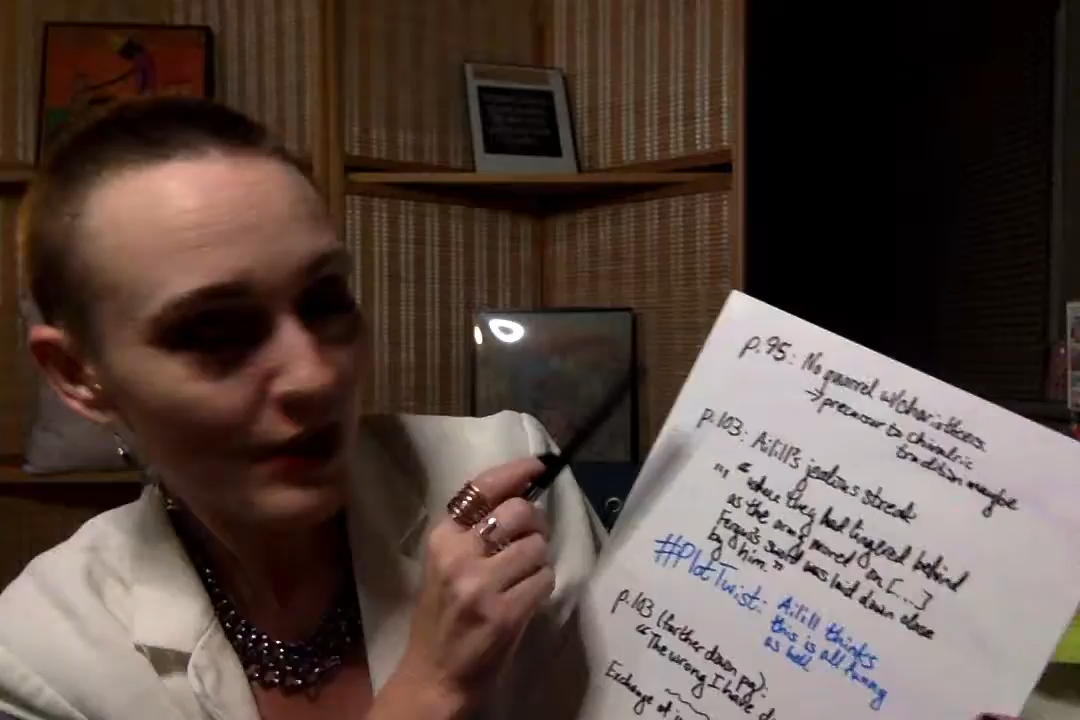 p.95: No quarrel w/charioteers
→precursor to chivalric
tradition maybe
p.103: Ailill's jealous streak
"where they had lingered behind
as the army moved on [...]
Fergus's sword was laid down close
by him."
#PlotTwist: Ailill thinks
this is all funny
as hell
p.103 (farther down pg):
"The wrong I have d
Exchange of